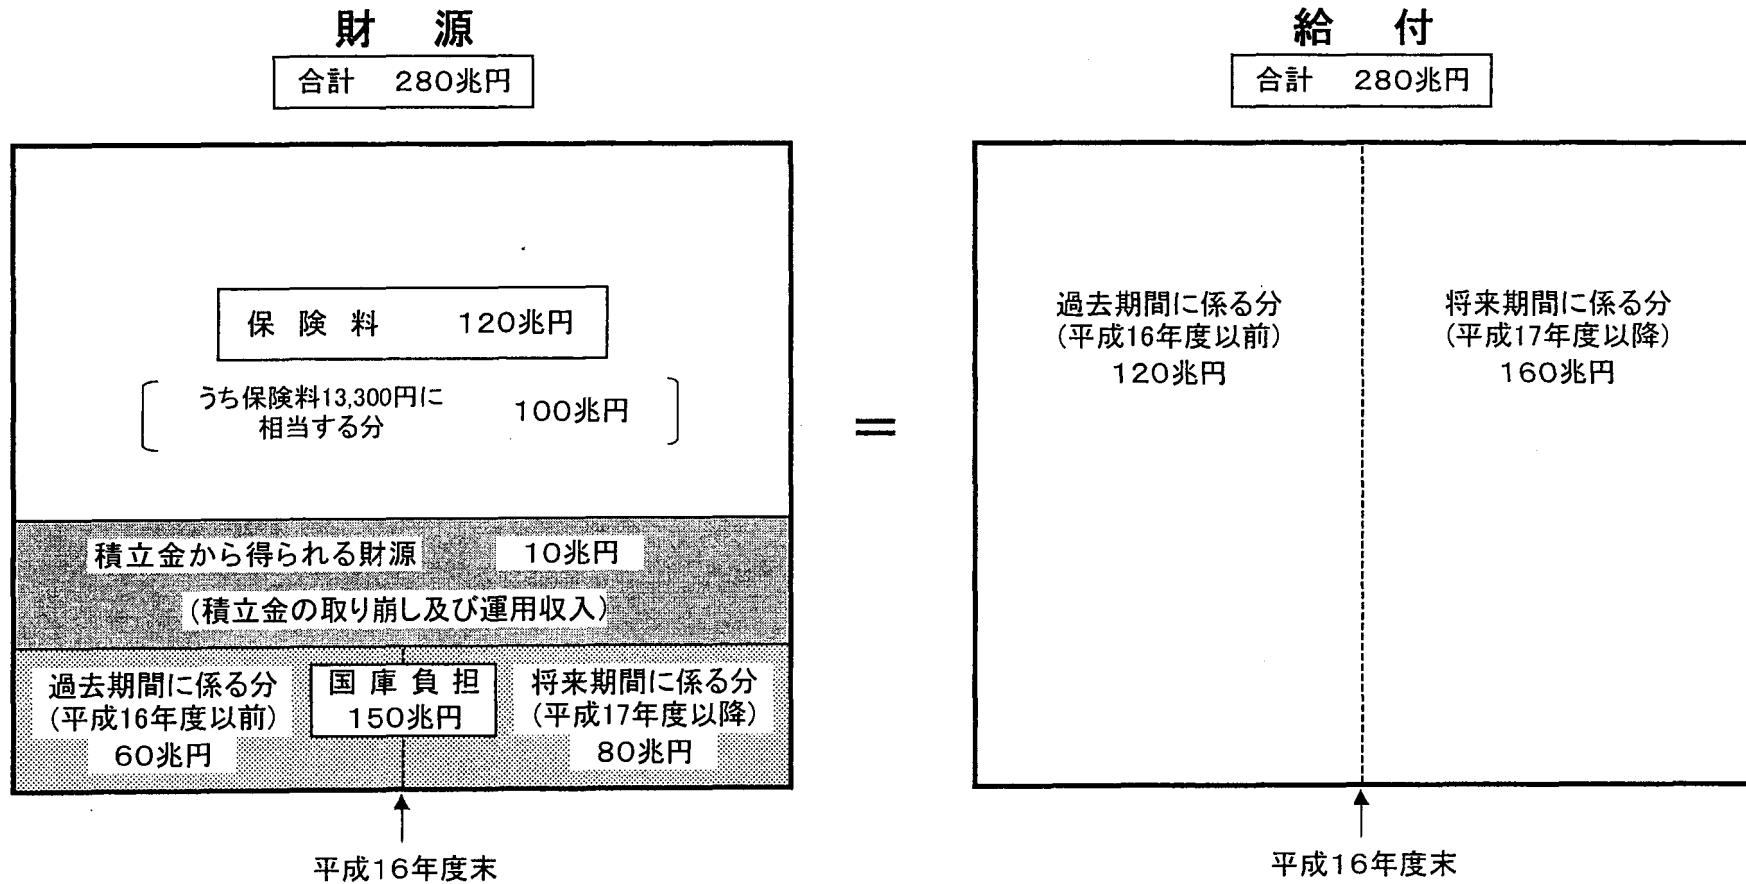 財　源
合計　280兆円
保 険 料　120兆円
うち保険料13,300円に
相当する分
100兆円
積立金から得られる財源　10兆円
(積立金の取り崩し及び運用収入)
過去期間に係る分
(平成16年度以前)
60兆円
国 庫 負 担
150兆円
将来期間に係る分
(平成17年度以降)
80兆円
平成16年度末
＝
給　付
合計　280兆円
過去期間に係る分
(平成16年度以前)
120兆円
将来期間に係る分
(平成17年度以降)
160兆円
平成16年度末